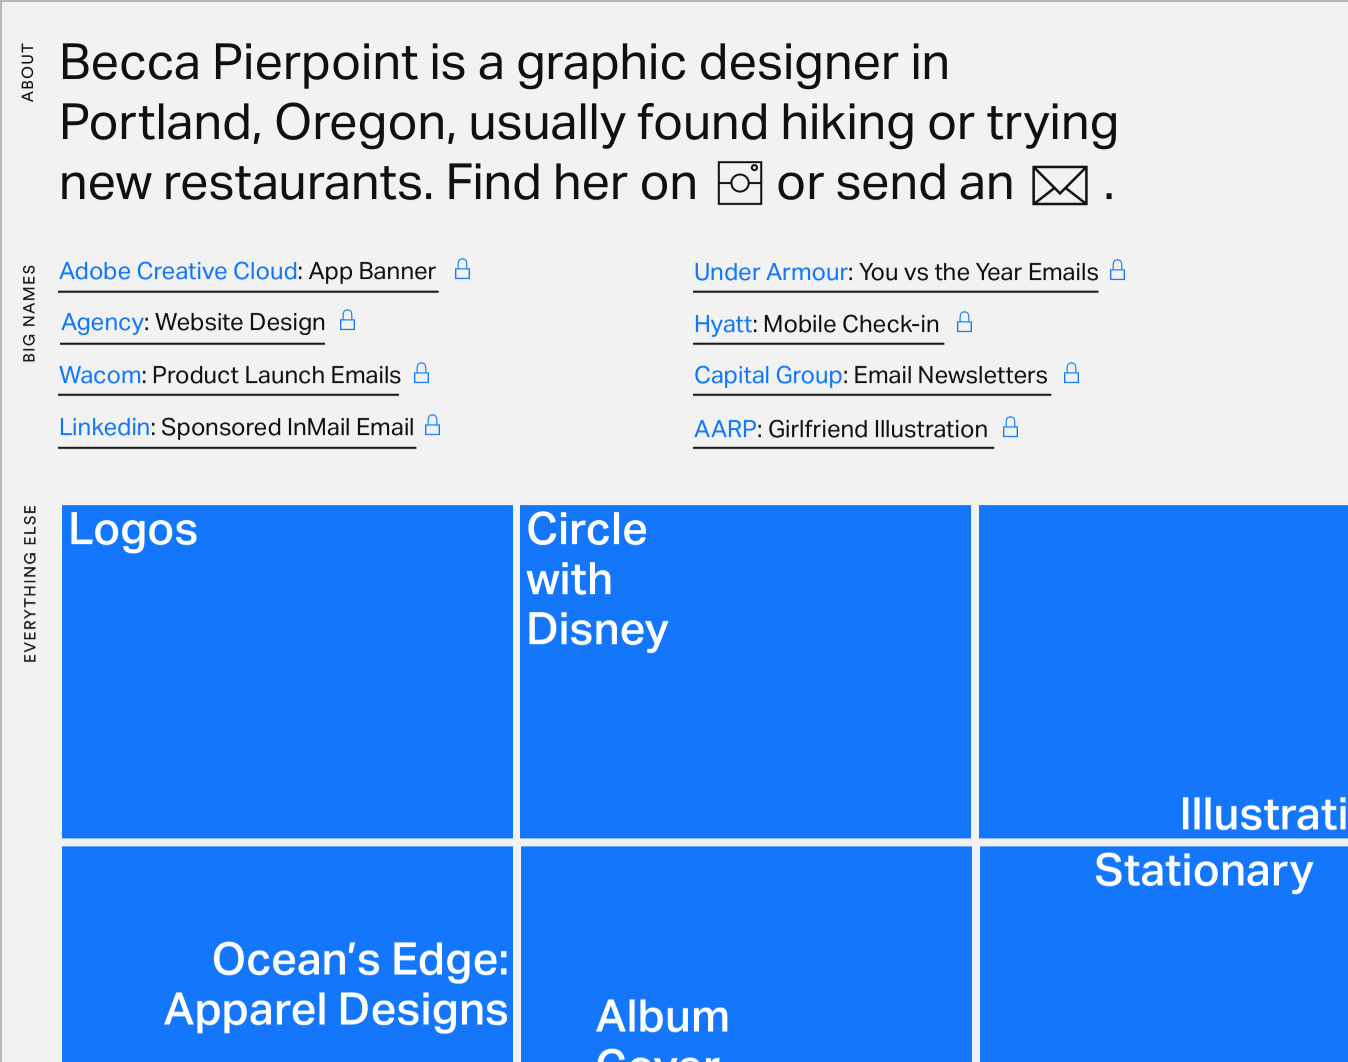 ABOUT
Becca Pierpoint is a graphic designer in
Portland, Oregon, usually found hiking or trying
new restaurants. Find her on or send an .
BIG NAMES
Adobe Creative Cloud: App Banner
Agency: Website Design
Wacom: Product Launch Emails
Linkedin: Sponsored InMail Email
Under Armour: You vs the Year Emails
Hyatt: Mobile Check-in
Capital Group: Email Newsletters
AARP: Girlfriend Illustration
EVERYTHING ELSE
Logos
Circle
with
Disney
Illustrati
Stationary
Ocean’s Edge:
Apparel Designs
Album
Cover